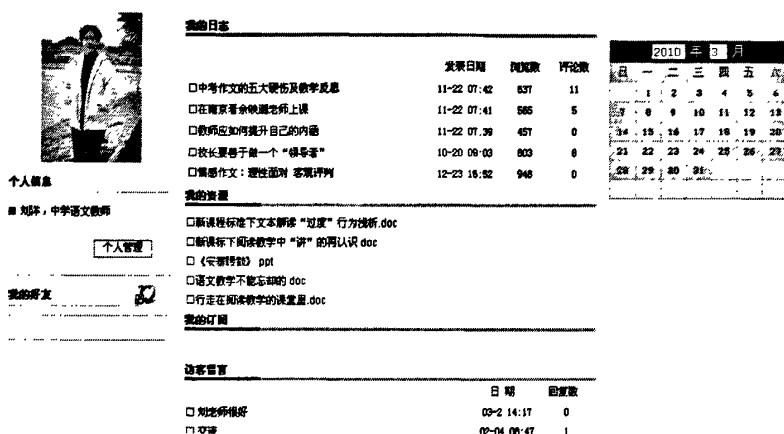 我的日志
发表日期 阅览数 评论数
中考作文的五大硬伤及教学反思 11-22 07:42 637 11
在南京看余映潮老师上课 11-22 07:41 565 5
教师应如何提升自己的内涵 11-22 07:39 457 0
校长要善于做一个“领导者” 10-20 09:03 803 8
情感作文：理性面对 客观评判 12-23 16:52 946 0
个人信息
刘洋，中学语文教师
个人管理
我的好友
我的资源
新课程标准下文本解读“过度”行为浅析.doc
新课标下阅读教学中“讲”的再认识.doc
语文教学不能忘却的.doc
行走在阅读教学的课堂里.doc
我的订阅
访客留言
日 期 回复数
刘老师很好 03-2 14:17 0
交流 02-04 08:47 1
2010 年 3 月
日 一 二 三 四 五 六
1 2 3 4 5 6
7 8 9 10 11 12 13
14 15 16 17 18 19 20
21 22 23 24 25 26 27
28 29 30 31